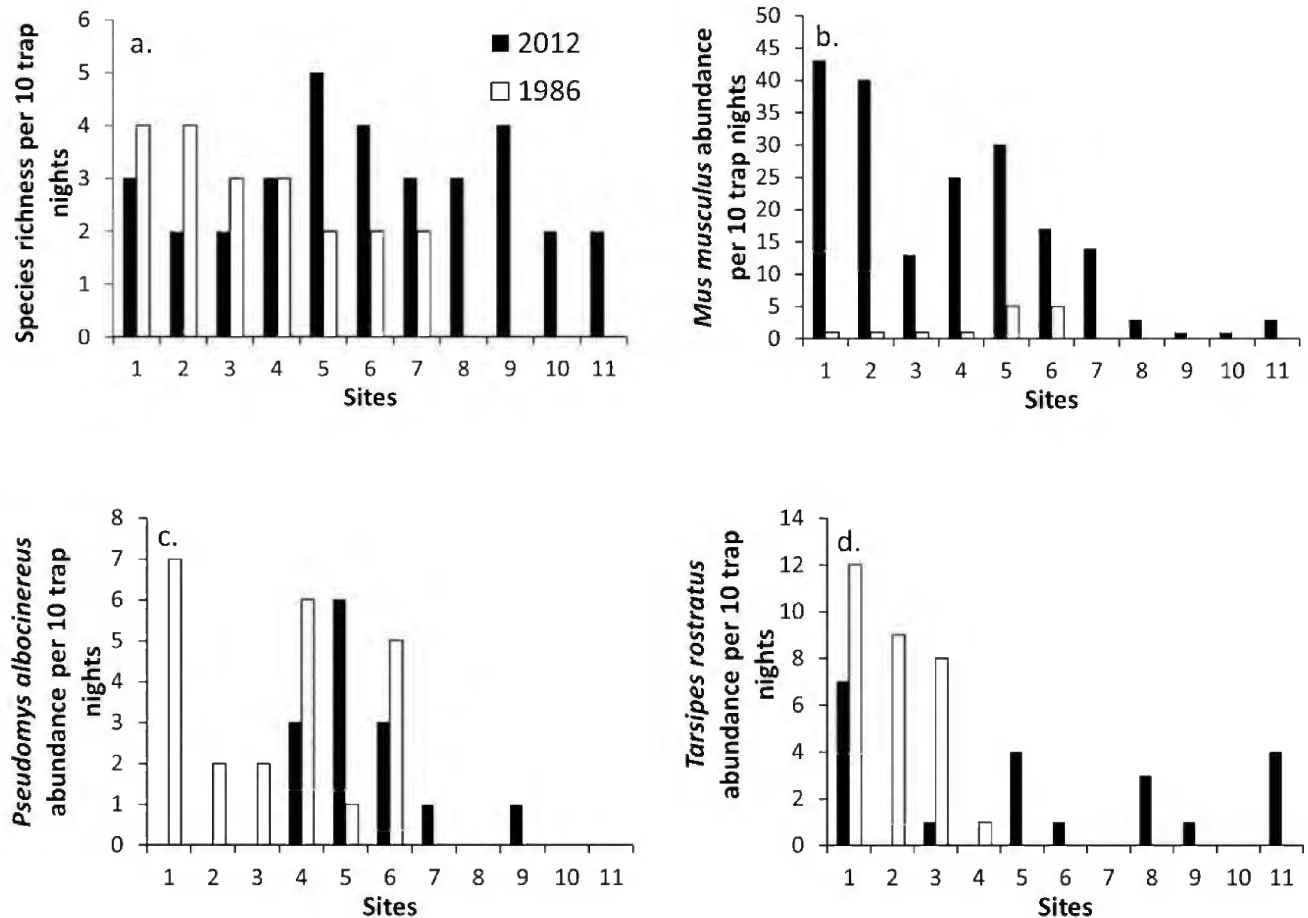 a.
2012
1986
Species richness per 10 trap
nights
6
5
4
3
2
1
0
1 2 3 4 5 6 7 8 9 10 11
Sites
b.
Mus musculus abundance
per 10 trap nights
50
45
40
35
30
25
20
15
10
5
0
1 2 3 4 5 6 7 8 9 10 11
Sites
c.
Pseudomys albocinereus
abundance per 10 trap
nights
8
7
6
5
4
3
2
1
0
1 2 3 4 5 6 7 8 9 10 11
Sites
d.
Tarsipes rostratus
abundance per 10 trap
nights
14
12
10
8
6
4
2
0
1 2 3 4 5 6 7 8 9 10 11
Sites